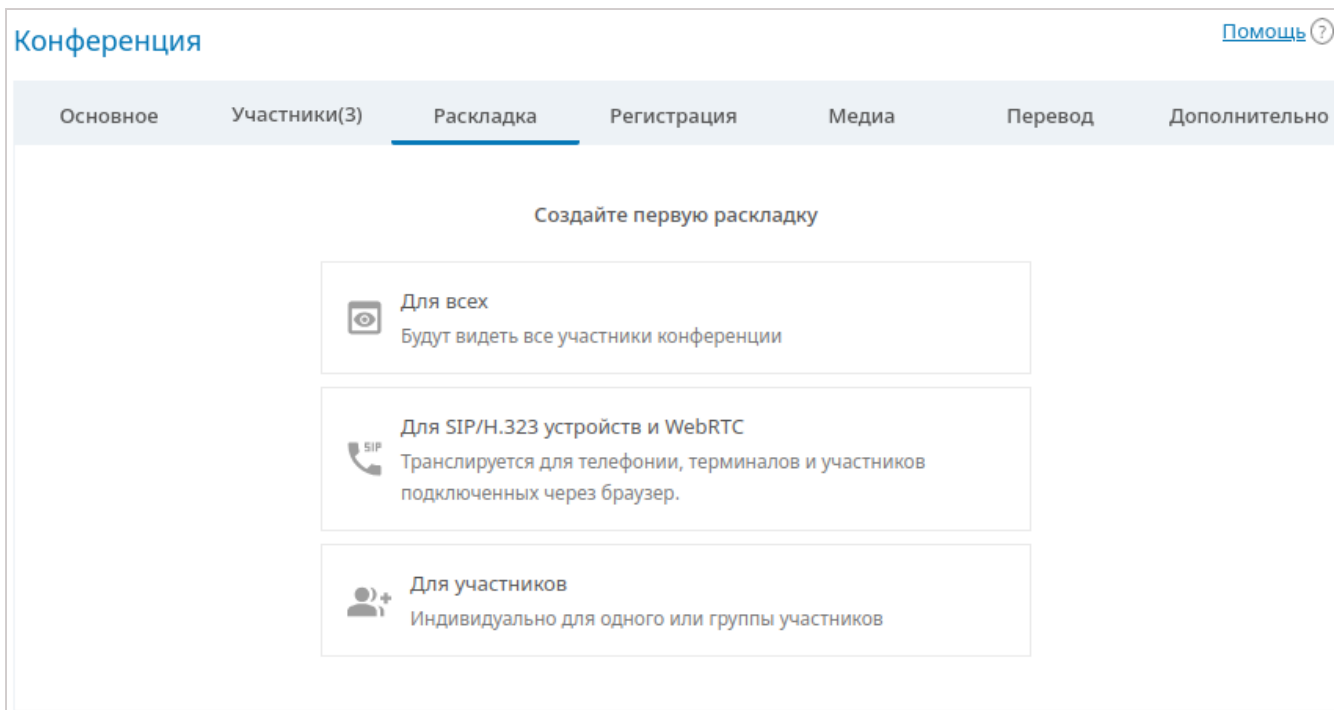 Конференция
Помощь ?
Основное Участники(3) Раскладка Регистрация Медиа Перевод Дополнительно
Создайте первую раскладку
Для всех
Будут видеть все участники конференции
Для SIP/H.323 устройств и WebRTC
SIP
Транслируется для телефонии, терминалов и участников
подключенных через браузер.
Для участников
Индивидуально для одного или группы участников